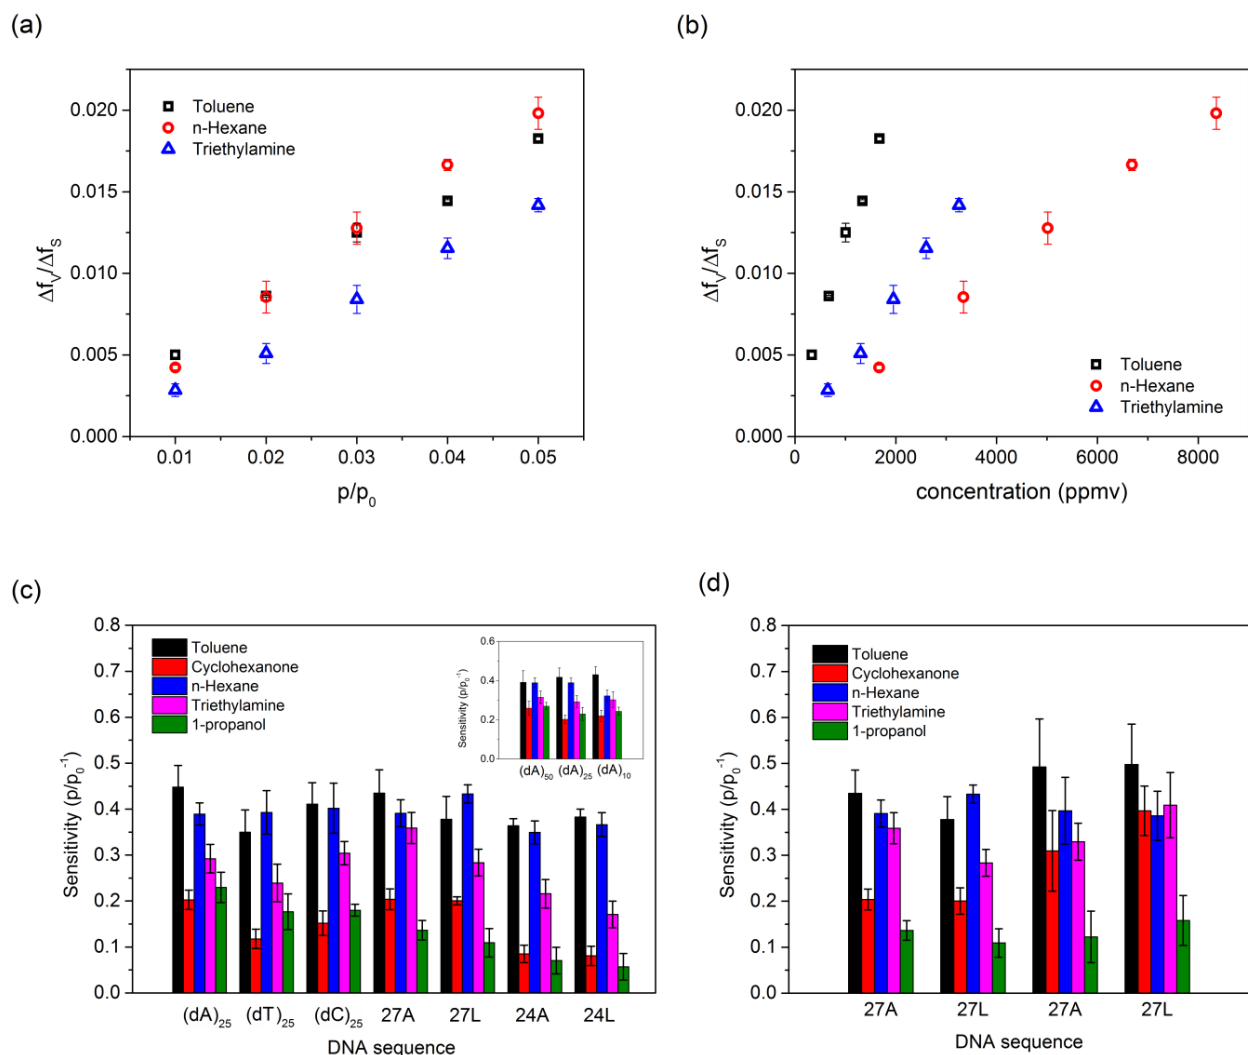 (a)
0.020
0.015
0.010
0.005
0.000
Δf_V/Δf_S
Toluene
n-Hexane
Triethylamine
0.01 0.02 0.03 0.04 0.05
p/p_0
(b)
0.020
0.015
0.010
0.005
0.000
Δf_V/Δf_S
Toluene
n-Hexane
Triethylamine
0 2000 4000 6000 8000
concentration (ppmv)
(c)
0.8
0.7
0.6
0.5
0.4
0.3
0.2
0.1
0.0
Sensitivity (p/p_0^-1)
Toluene
Cyclohexanone
n-Hexane
Triethylamine
1-propanol
0.6
0.4
0.2
0.0
Sensitivity (p/p_0^-1)
(dA)_50 (dA)_25 (dA)_10
(dA)_25 (dT)_25 (dC)_25 27A 27L 24A 24L
DNA sequence
(d)
0.8
0.7
0.6
0.5
0.4
0.3
0.2
0.1
0.0
Sensitivity (p/p_0^-1)
Toluene
Cyclohexanone
n-Hexane
Triethylamine
1-propanol
27A 27L 27A 27L
DNA sequence